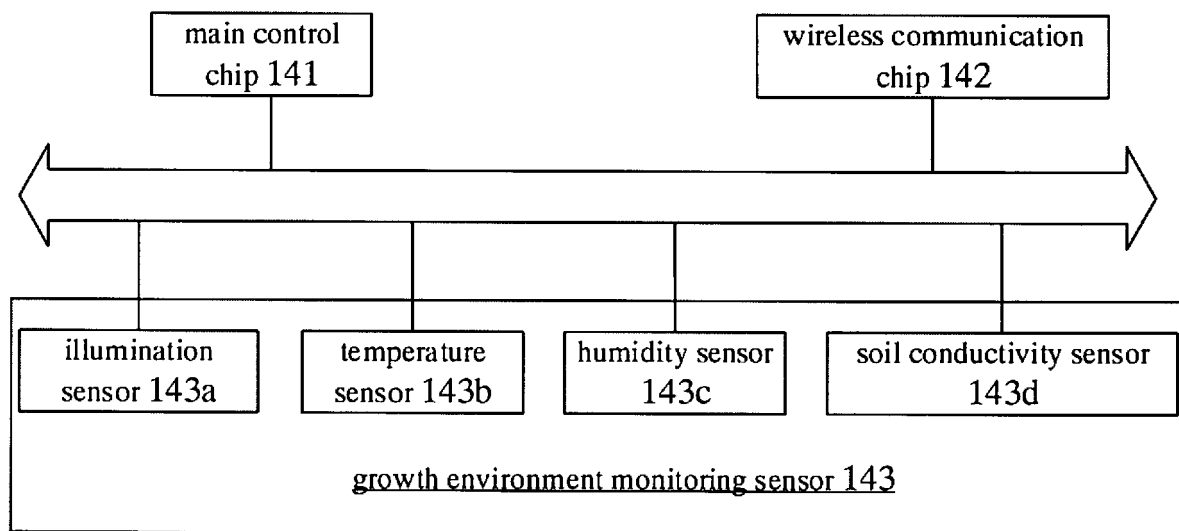 main control
chip 141
wireless communication
chip 142
illumination
sensor 143a
temperature
sensor 143b
humidity sensor
143c
soil conductivity sensor
143d
growth environment monitoring sensor 143